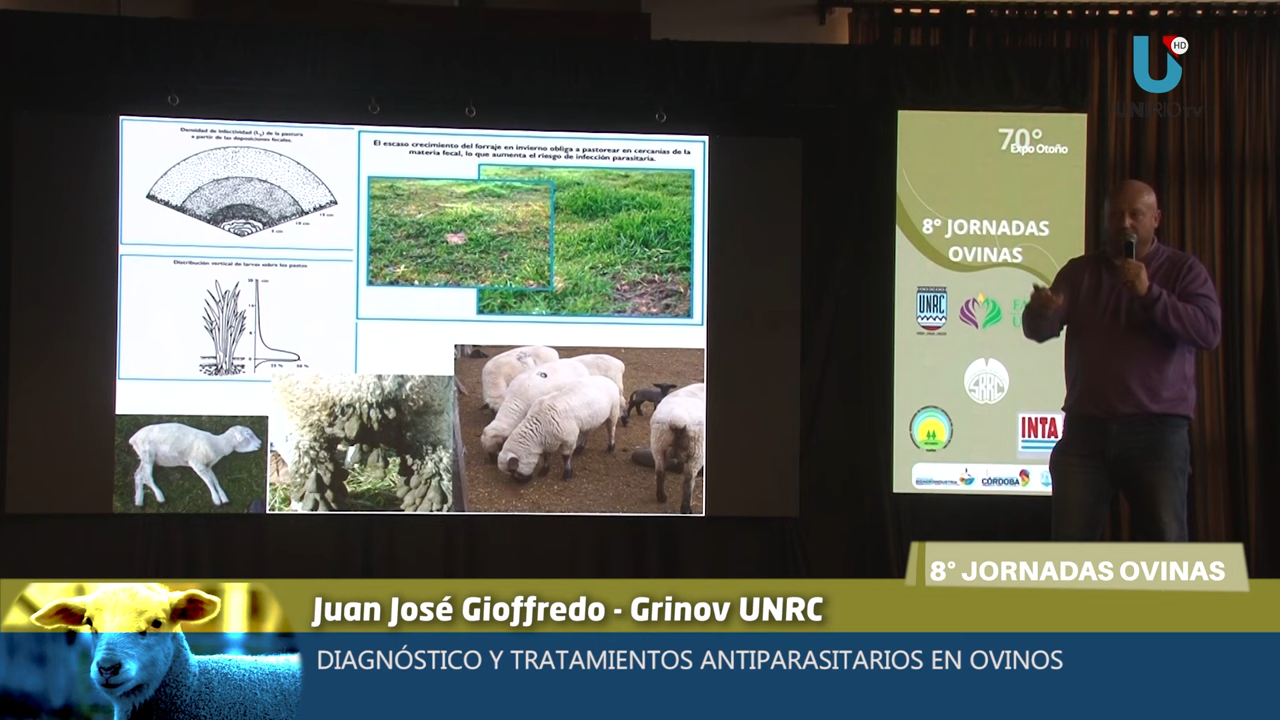 Densidad de infectividad (L3) de la pastura
a partir de las deposiciones fecales.
El escaso crecimiento del forraje en invierno obliga a pastorear en cercanías de la
materia fecal, lo que aumenta el riesgo de infección parasitaria.
Distribución vertical de larvas sobre los pastos
HD
UNIRIO TV
70°
Expo Otoño
8° JORNADAS
OVINAS
UNRC
SRRC
INTA
CÓRDOBA
8° JORNADAS OVINAS
Juan José Gioffredo - Grinov UNRC
DIAGNÓSTICO Y TRATAMIENTOS ANTIPARASITARIOS EN OVINOS